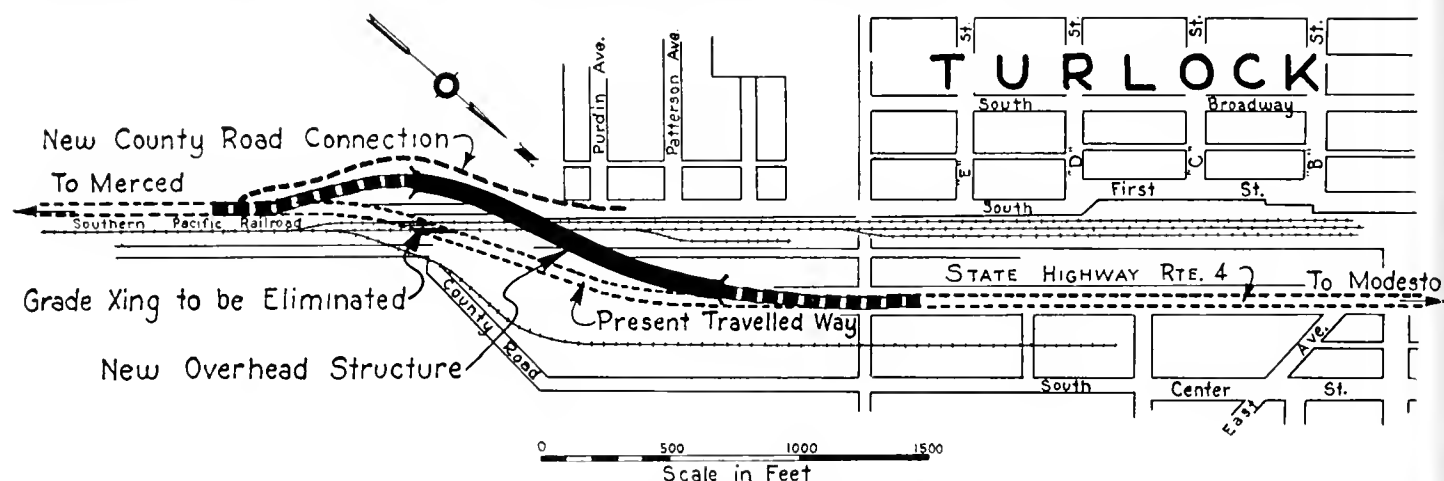 St.
St.
St.
St.
TURLOCK
South Broadway
Purdin Ave.
Patterson Ave.
New County Road Connection
To Merced
"E"
"D"
"C"
"B"
First St.
South
Southern Pacific Railroad
STATE HIGHWAY RTE. 4
To Modesto
Grade Xing to be Eliminated
County Road
Present Travelled Way
New Overhead Structure
South Center St.
East Ave.
0 500 1000 1500
Scale in Feet